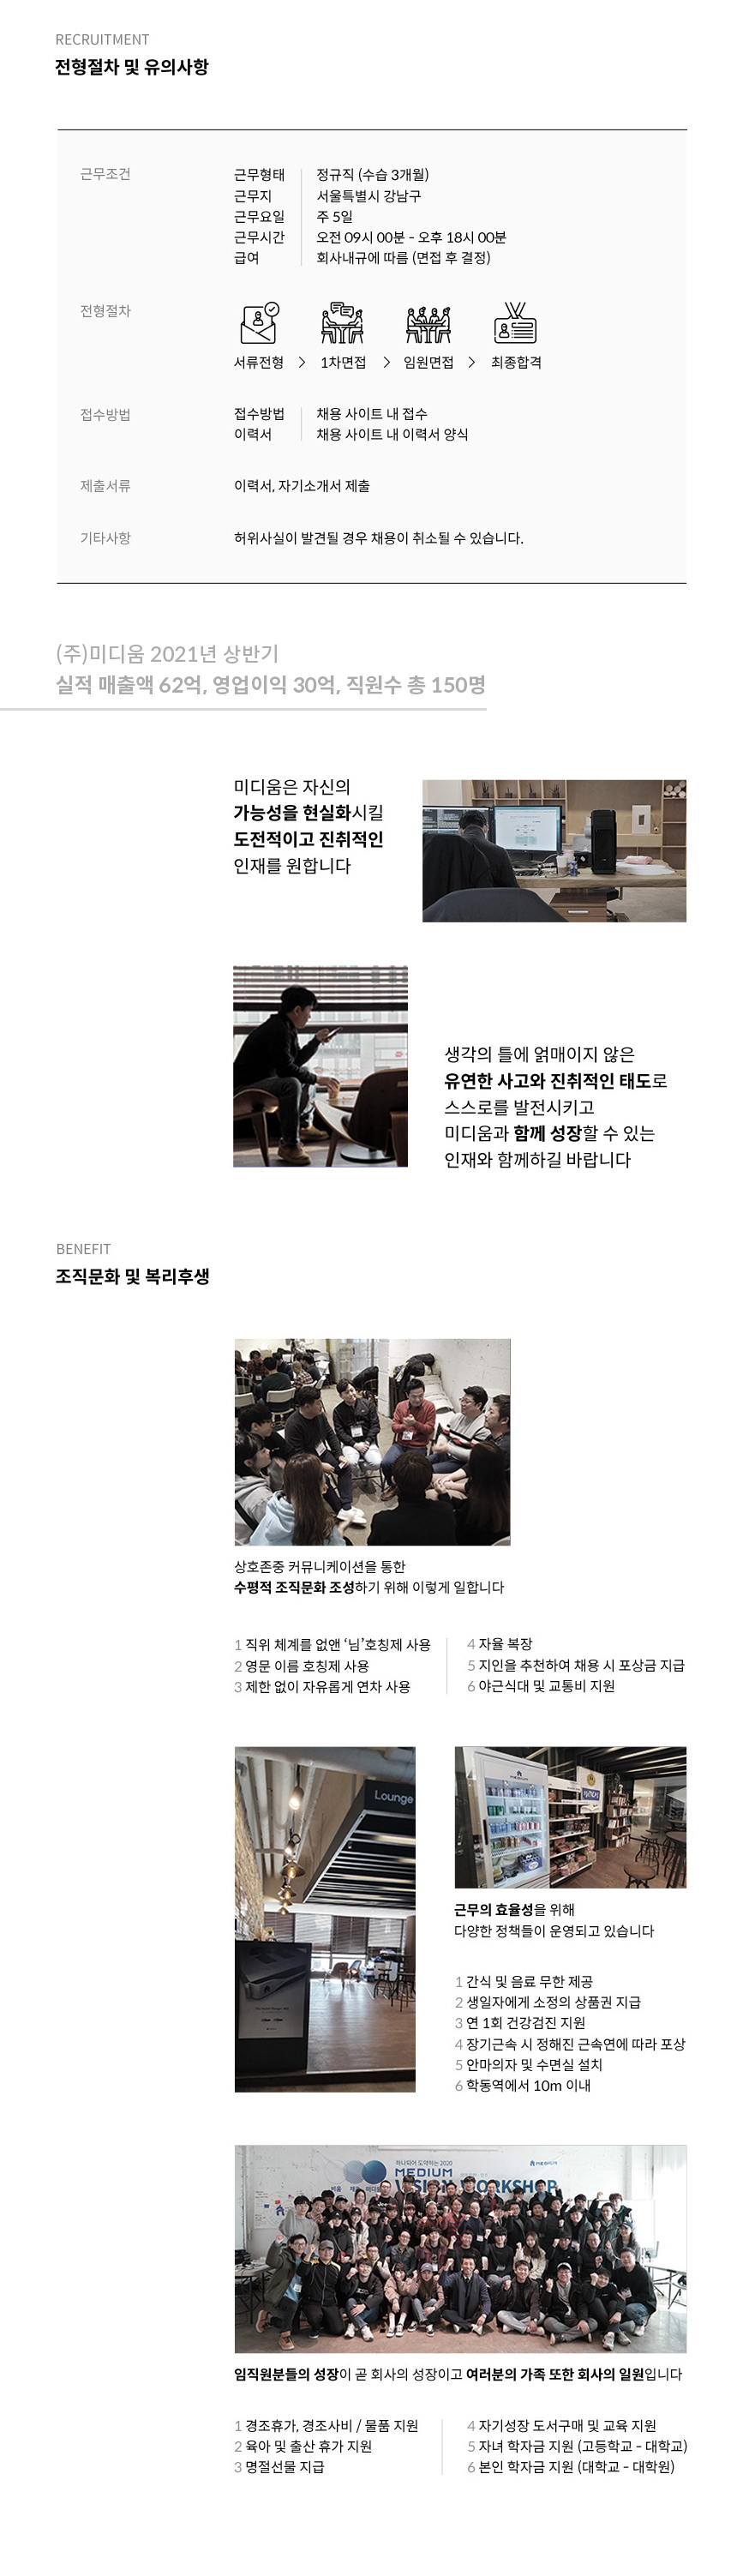 RECRUITMENT
전형절차 및 유의사항
근무조건
근무형태 정규직 (수습 3개월)
근무지 서울특별시 강남구
근무요일 주 5일
근무시간 오전 09시 00분 - 오후 18시 00분
급여 회사내규에 따름 (면접 후 결정)
전형절차
서류전형 > 1차면접 > 임원면접 > 최종합격
접수방법
접수방법 채용 사이트 내 접수
이력서 채용 사이트 내 이력서 양식
제출서류 이력서, 자기소개서 제출
기타사항 허위사실이 발견될 경우 채용이 취소될 수 있습니다.
(주)미디움 2021년 상반기
실적 매출액 62억, 영업이익 30억, 직원수 총 150명
미디움은 자신의
가능성을 현실화시킬
도전적이고 진취적인
인재를 원합니다
생각의 틀에 얽매이지 않은
유연한 사고와 진취적인 태도로
스스로를 발전시키고
미디움과 함께 성장할 수 있는
인재와 함께하길 바랍니다
BENEFIT
조직문화 및 복리후생
상호존중 커뮤니케이션을 통한
수평적 조직문화 조성하기 위해 이렇게 일합니다
1 직위 체계를 없앤 ‘님’호칭제 사용
2 영문 이름 호칭제 사용
3 제한 없이 자유롭게 연차 사용
4 자율 복장
5 지인을 추천하여 채용 시 포상금 지급
6 야근식대 및 교통비 지원
Lounge
MEDIUM
근무의 효율성을 위해
다양한 정책들이 운영되고 있습니다
1 간식 및 음료 무한 제공
2 생일자에게 소정의 상품권 지급
3 연 1회 건강검진 지원
4 장기근속 시 정해진 근속연에 따라 포상
5 안마의자 및 수면실 설치
6 학동역에서 10m 이내
하나되어 도약하는 2020
MEDIUM
VISION WORKSHOP
MEDIUM
임직원분들의 성장이 곧 회사의 성장이고 여러분의 가족 또한 회사의 일원입니다
1 경조휴가, 경조사비 / 물품 지원
2 육아 및 출산 휴가 지원
3 명절선물 지급
4 자기성장 도서구매 및 교육 지원
5 자녀 학자금 지원 (고등학교 - 대학교)
6 본인 학자금 지원 (대학교 - 대학원)